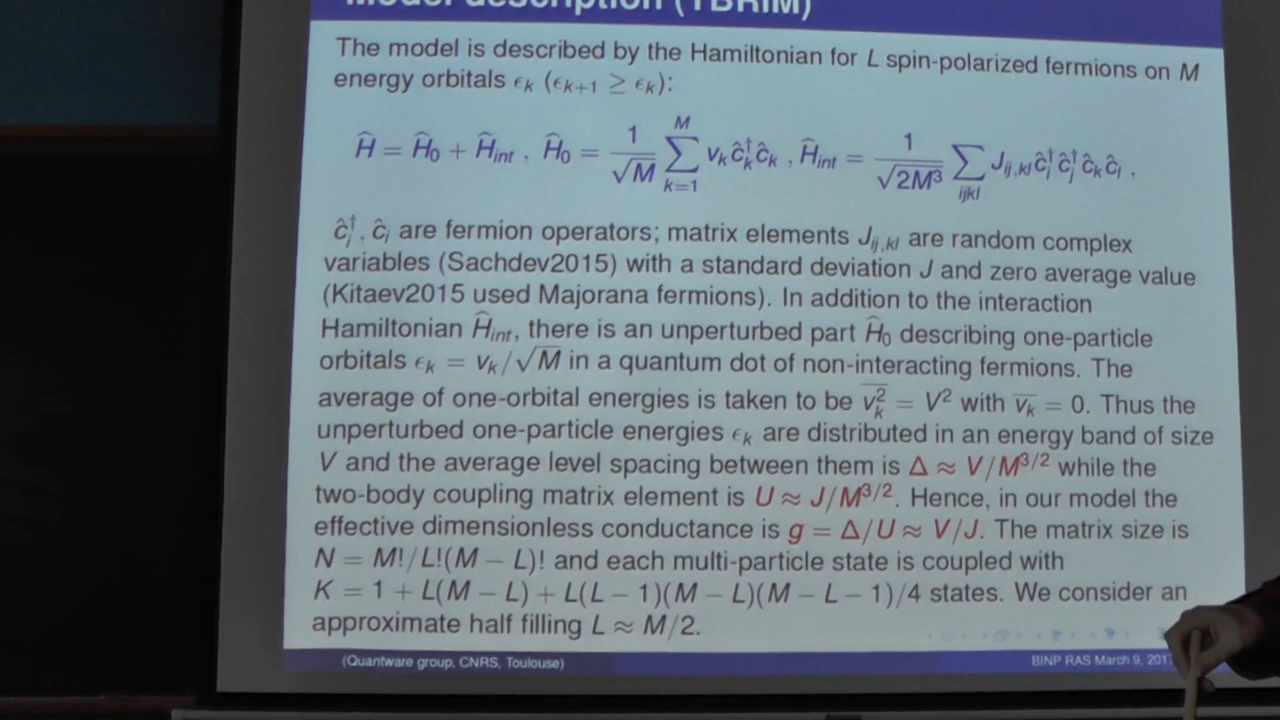 Model description (TBRIM)
The model is described by the Hamiltonian for L spin-polarized fermions on M
energy orbitals ϵ_k (ϵ_{k+1} ≥ ϵ_k):
Ĥ = Ĥ_0 + Ĥ_int , Ĥ_0 = 1/√M ∑_{k=1}^{M} v_k ĉ_k^† ĉ_k , Ĥ_int = 1/√2M³ ∑_{ijkl} J_{ij,kl} ĉ_i^† ĉ_j^† ĉ_k ĉ_l ,
ĉ_i^†, ĉ_i are fermion operators; matrix elements J_{ij,kl} are random complex
variables (Sachdev2015) with a standard deviation J and zero average value
(Kitaev2015 used Majorana fermions). In addition to the interaction
Hamiltonian Ĥ_int, there is an unperturbed part Ĥ_0 describing one-particle
orbitals ϵ_k = v_k/√M in a quantum dot of non-interacting fermions. The
average of one-orbital energies is taken to be \overline{v_k^2} = V² with \overline{v_k} = 0. Thus the
unperturbed one-particle energies ϵ_k are distributed in an energy band of size
V and the average level spacing between them is Δ ≈ V/M^{3/2} while the
two-body coupling matrix element is U ≈ J/M^{3/2}. Hence, in our model the
effective dimensionless conductance is g = Δ/U ≈ V/J. The matrix size is
N = M!/L!(M − L)! and each multi-particle state is coupled with
K = 1 + L(M − L) + L(L − 1)(M − L)(M − L − 1)/4 states. We consider an
approximate half filling L ≈ M/2.
(Quantware group, CNRS, Toulouse) BINP RAS March 9,